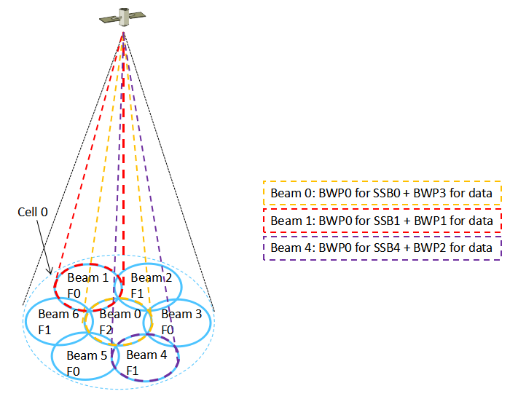 Beam 0: BWP0 for SSB0 + BWP3 for data
Beam 1: BWP0 for SSB1 + BWP1 for data
Beam 4: BWP0 for SSB4 + BWP2 for data
Cell 0
Beam 1
F0
Beam 2
F1
Beam 6
F1
Beam 0
F2
Beam 3
F0
Beam 5
F0
Beam 4
F1